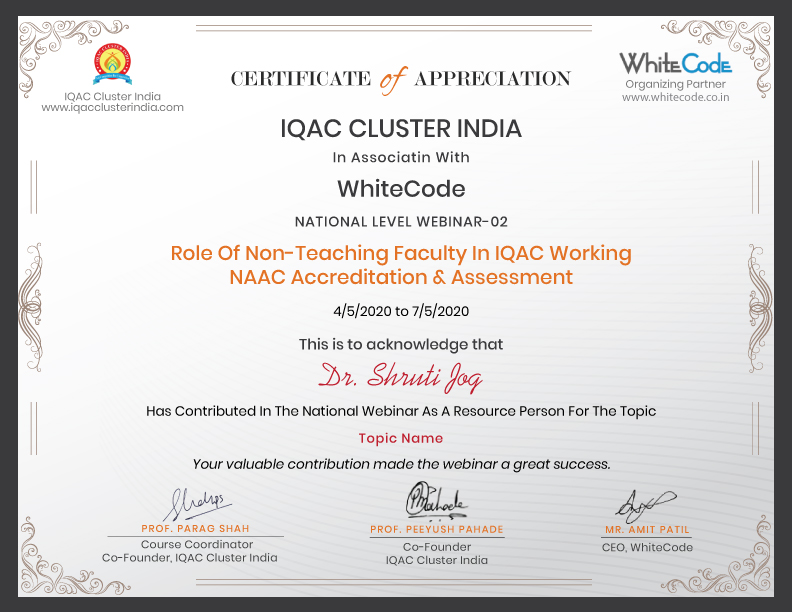 CERTIFICATE of APPRECIATION
IQAC Cluster India
www.iqacclusterindia.com
WhiteCode
Organizing Partner
www.whitecode.co.in
IQAC CLUSTER INDIA
In Associatin With
WhiteCode
NATIONAL LEVEL WEBINAR-02
Role Of Non-Teaching Faculty In IQAC Working
NAAC Accreditation & Assessment
4/5/2020 to 7/5/2020
This is to acknowledge that
Dr. Shruti Jog
Has Contributed In The National Webinar As A Resource Person For The Topic
Topic Name
Your valuable contribution made the webinar a great success.
PROF. PARAG SHAH
Course Coordinator
Co-Founder, IQAC Cluster India
PROF. PEEYUSH PAHADE
Co-Founder
IQAC Cluster India
MR. AMIT PATIL
CEO, WhiteCode